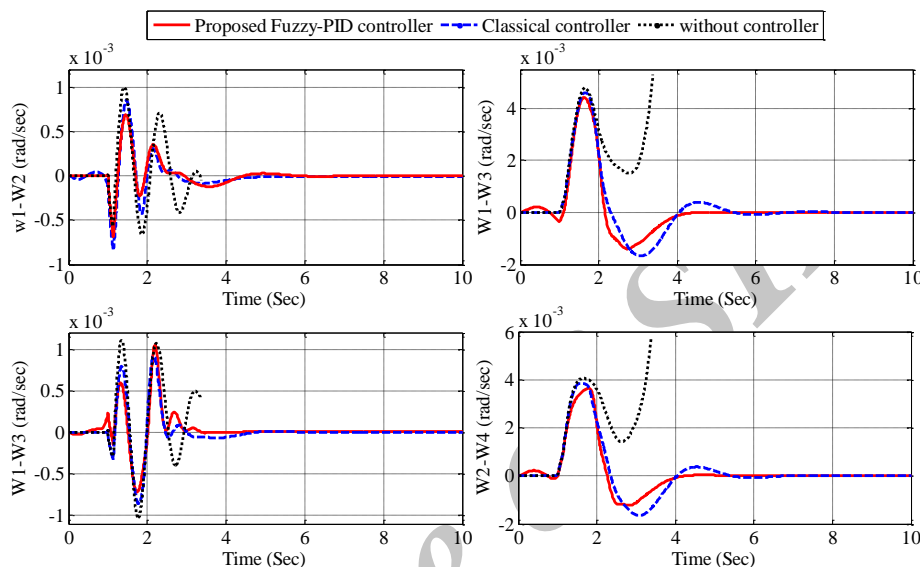 Proposed Fuzzy-PID controller Classical controller without controller
x 10-3
1
0.5
0
-0.5
-1
w1-W2 (rad/sec)
0 2 4 6 8 10
Time (Sec)
x 10-3
4
2
0
-2
W1-W3 (rad/sec)
0 2 4 6 8 10
Time (Sec)
x 10-3
1
0.5
0
-0.5
-1
W1-W3 (rad/sec)
0 2 4 6 8 10
Time (Sec)
x 10-3
6
4
2
0
-2
W2-W4 (rad/sec)
0 2 4 6 8 10
Time (Sec)